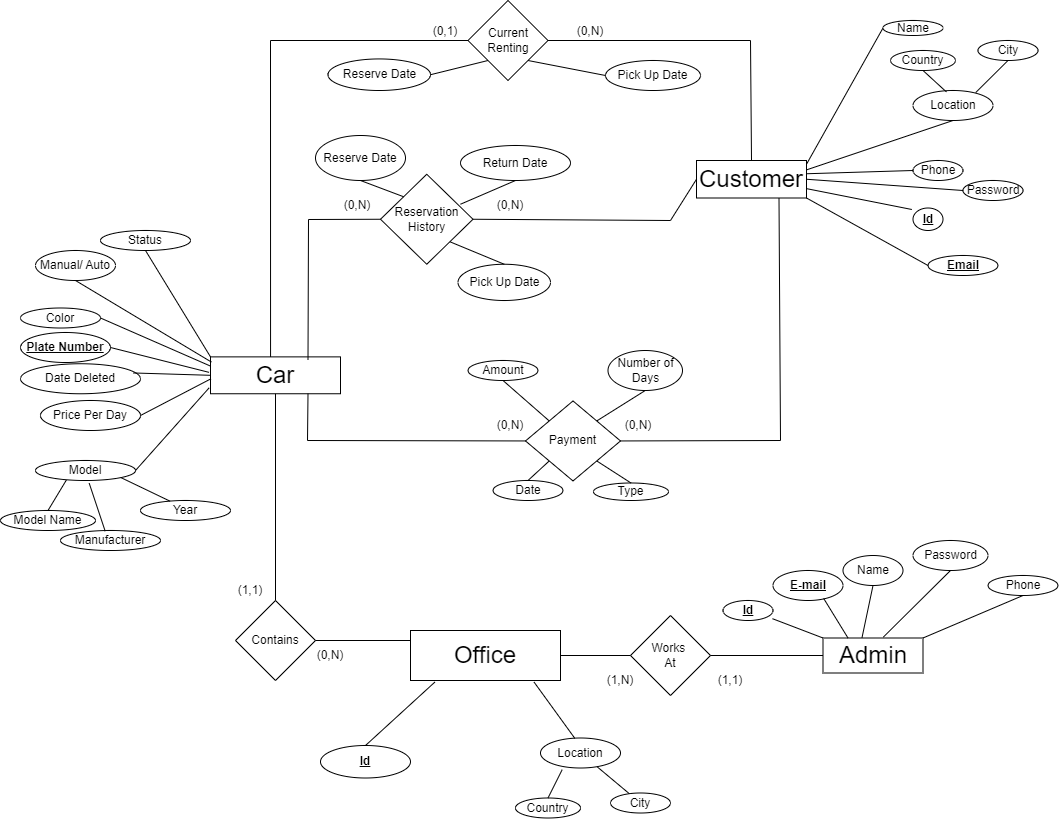 Current
Renting
(0,1)
(0,N)
Reserve Date
Pick Up Date
Name
Country
City
Location
Reserve Date
Return Date
(0,N)
Reservation
History
(0,N)
Pick Up Date
Customer
Phone
Password
Id
Email
Status
Manual/ Auto
Color
Plate Number
Date Deleted
Price Per Day
Car
Model
Model Name
Manufacturer
Year
Amount
Number of
Days
(0,N)
Payment
(0,N)
Date
Type
(1,1)
Contains
(0,N)
Office
Works
At
(1,N)
(1,1)
Id
E-mail
Name
Password
Phone
Admin
Id
Location
Country
City